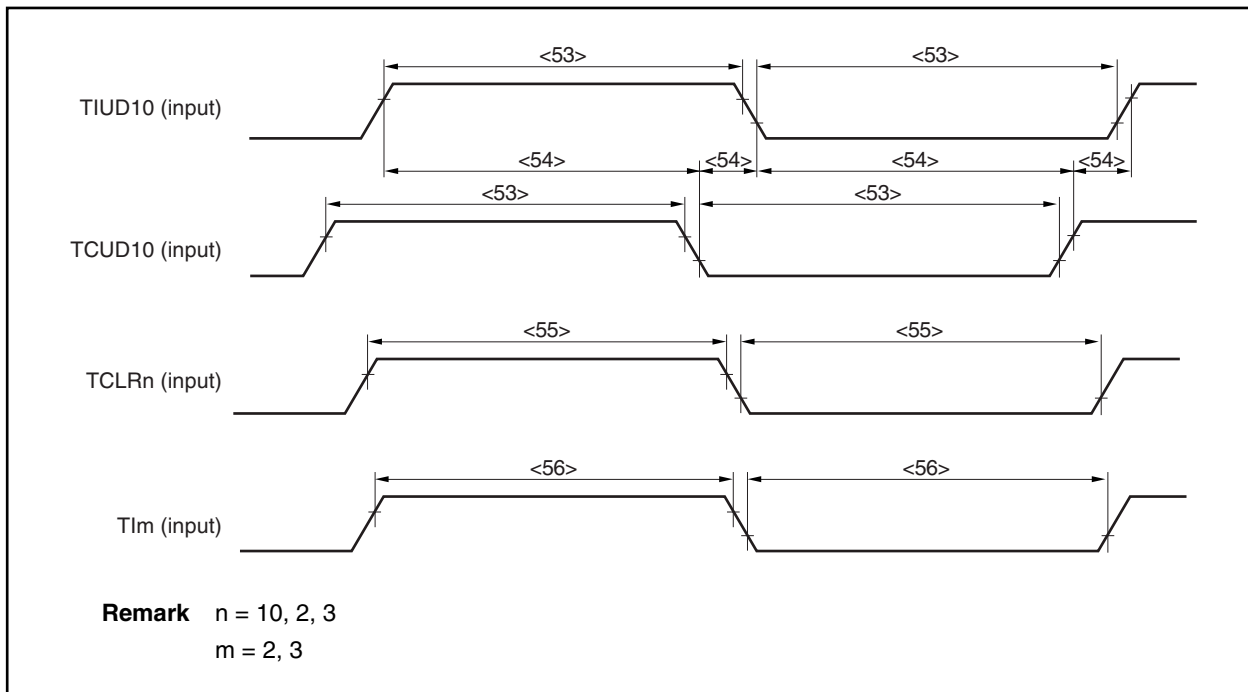 <53> <53>
TIUD10 (input)
<54> <54> <54> <54>
<53> <53>
TCUD10 (input)
<55> <55>
TCLRn (input)
<56> <56>
TIm (input)
Remark n = 10, 2, 3
m = 2, 3